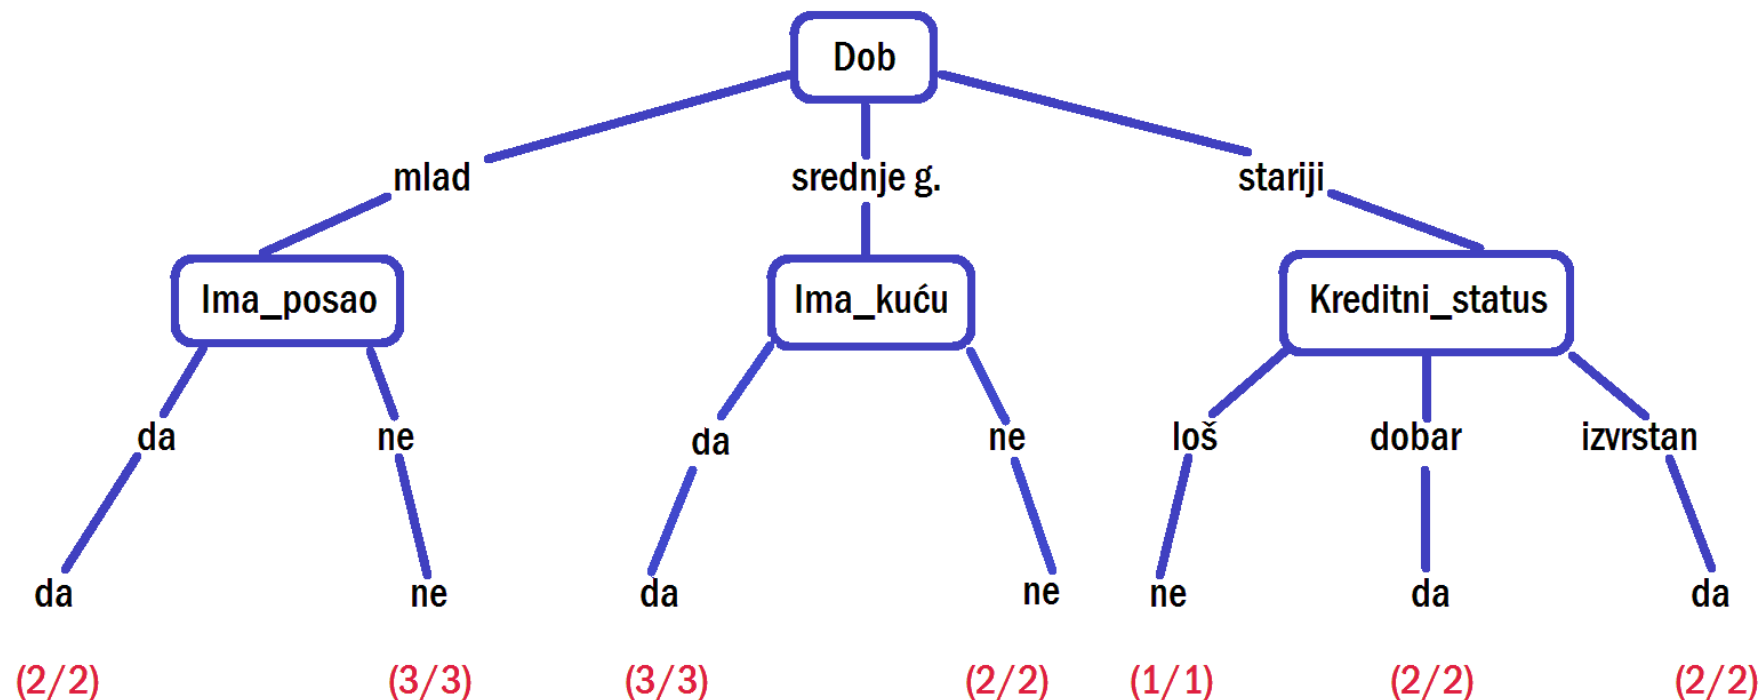 Dob
mlad srednje g. stariji
Ima_posao Ima_kuću Kreditni_status
da ne da ne loš dobar izvrstan
da ne da ne ne da da
(2/2) (3/3) (3/3) (2/2) (1/1) (2/2) (2/2)